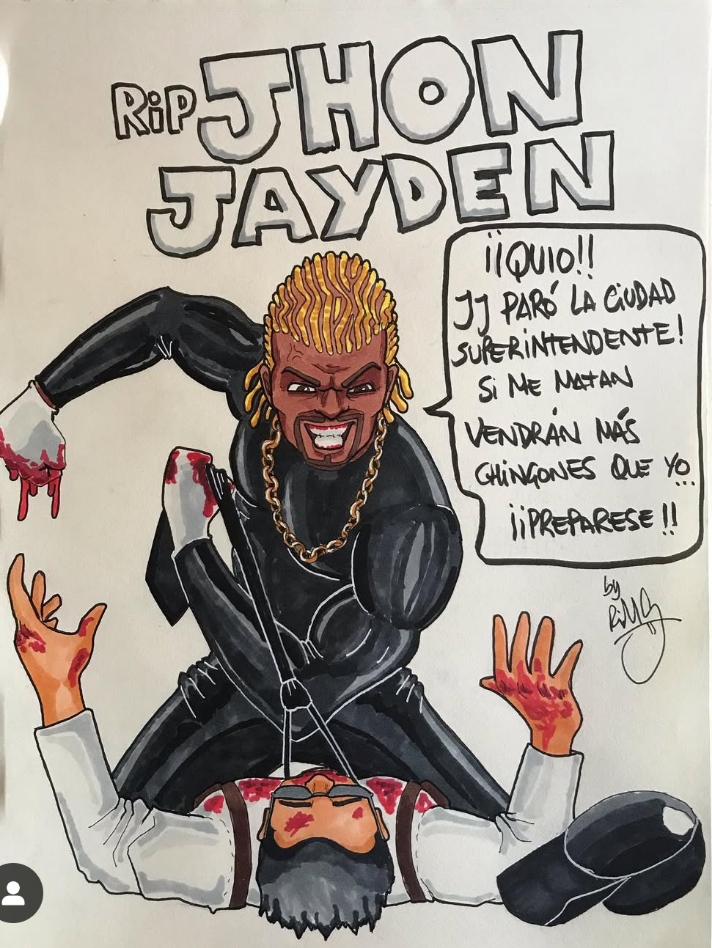 RiP JHON
JAYDEN
¡¡QUIO!!
JJ PARÓ LA CiUDAD
SUPERINTENDENTE!
Si ME MATAN
VENDRÁN MÁS
CHINGONES QUE YO..
¡¡PREPARESE!!
by